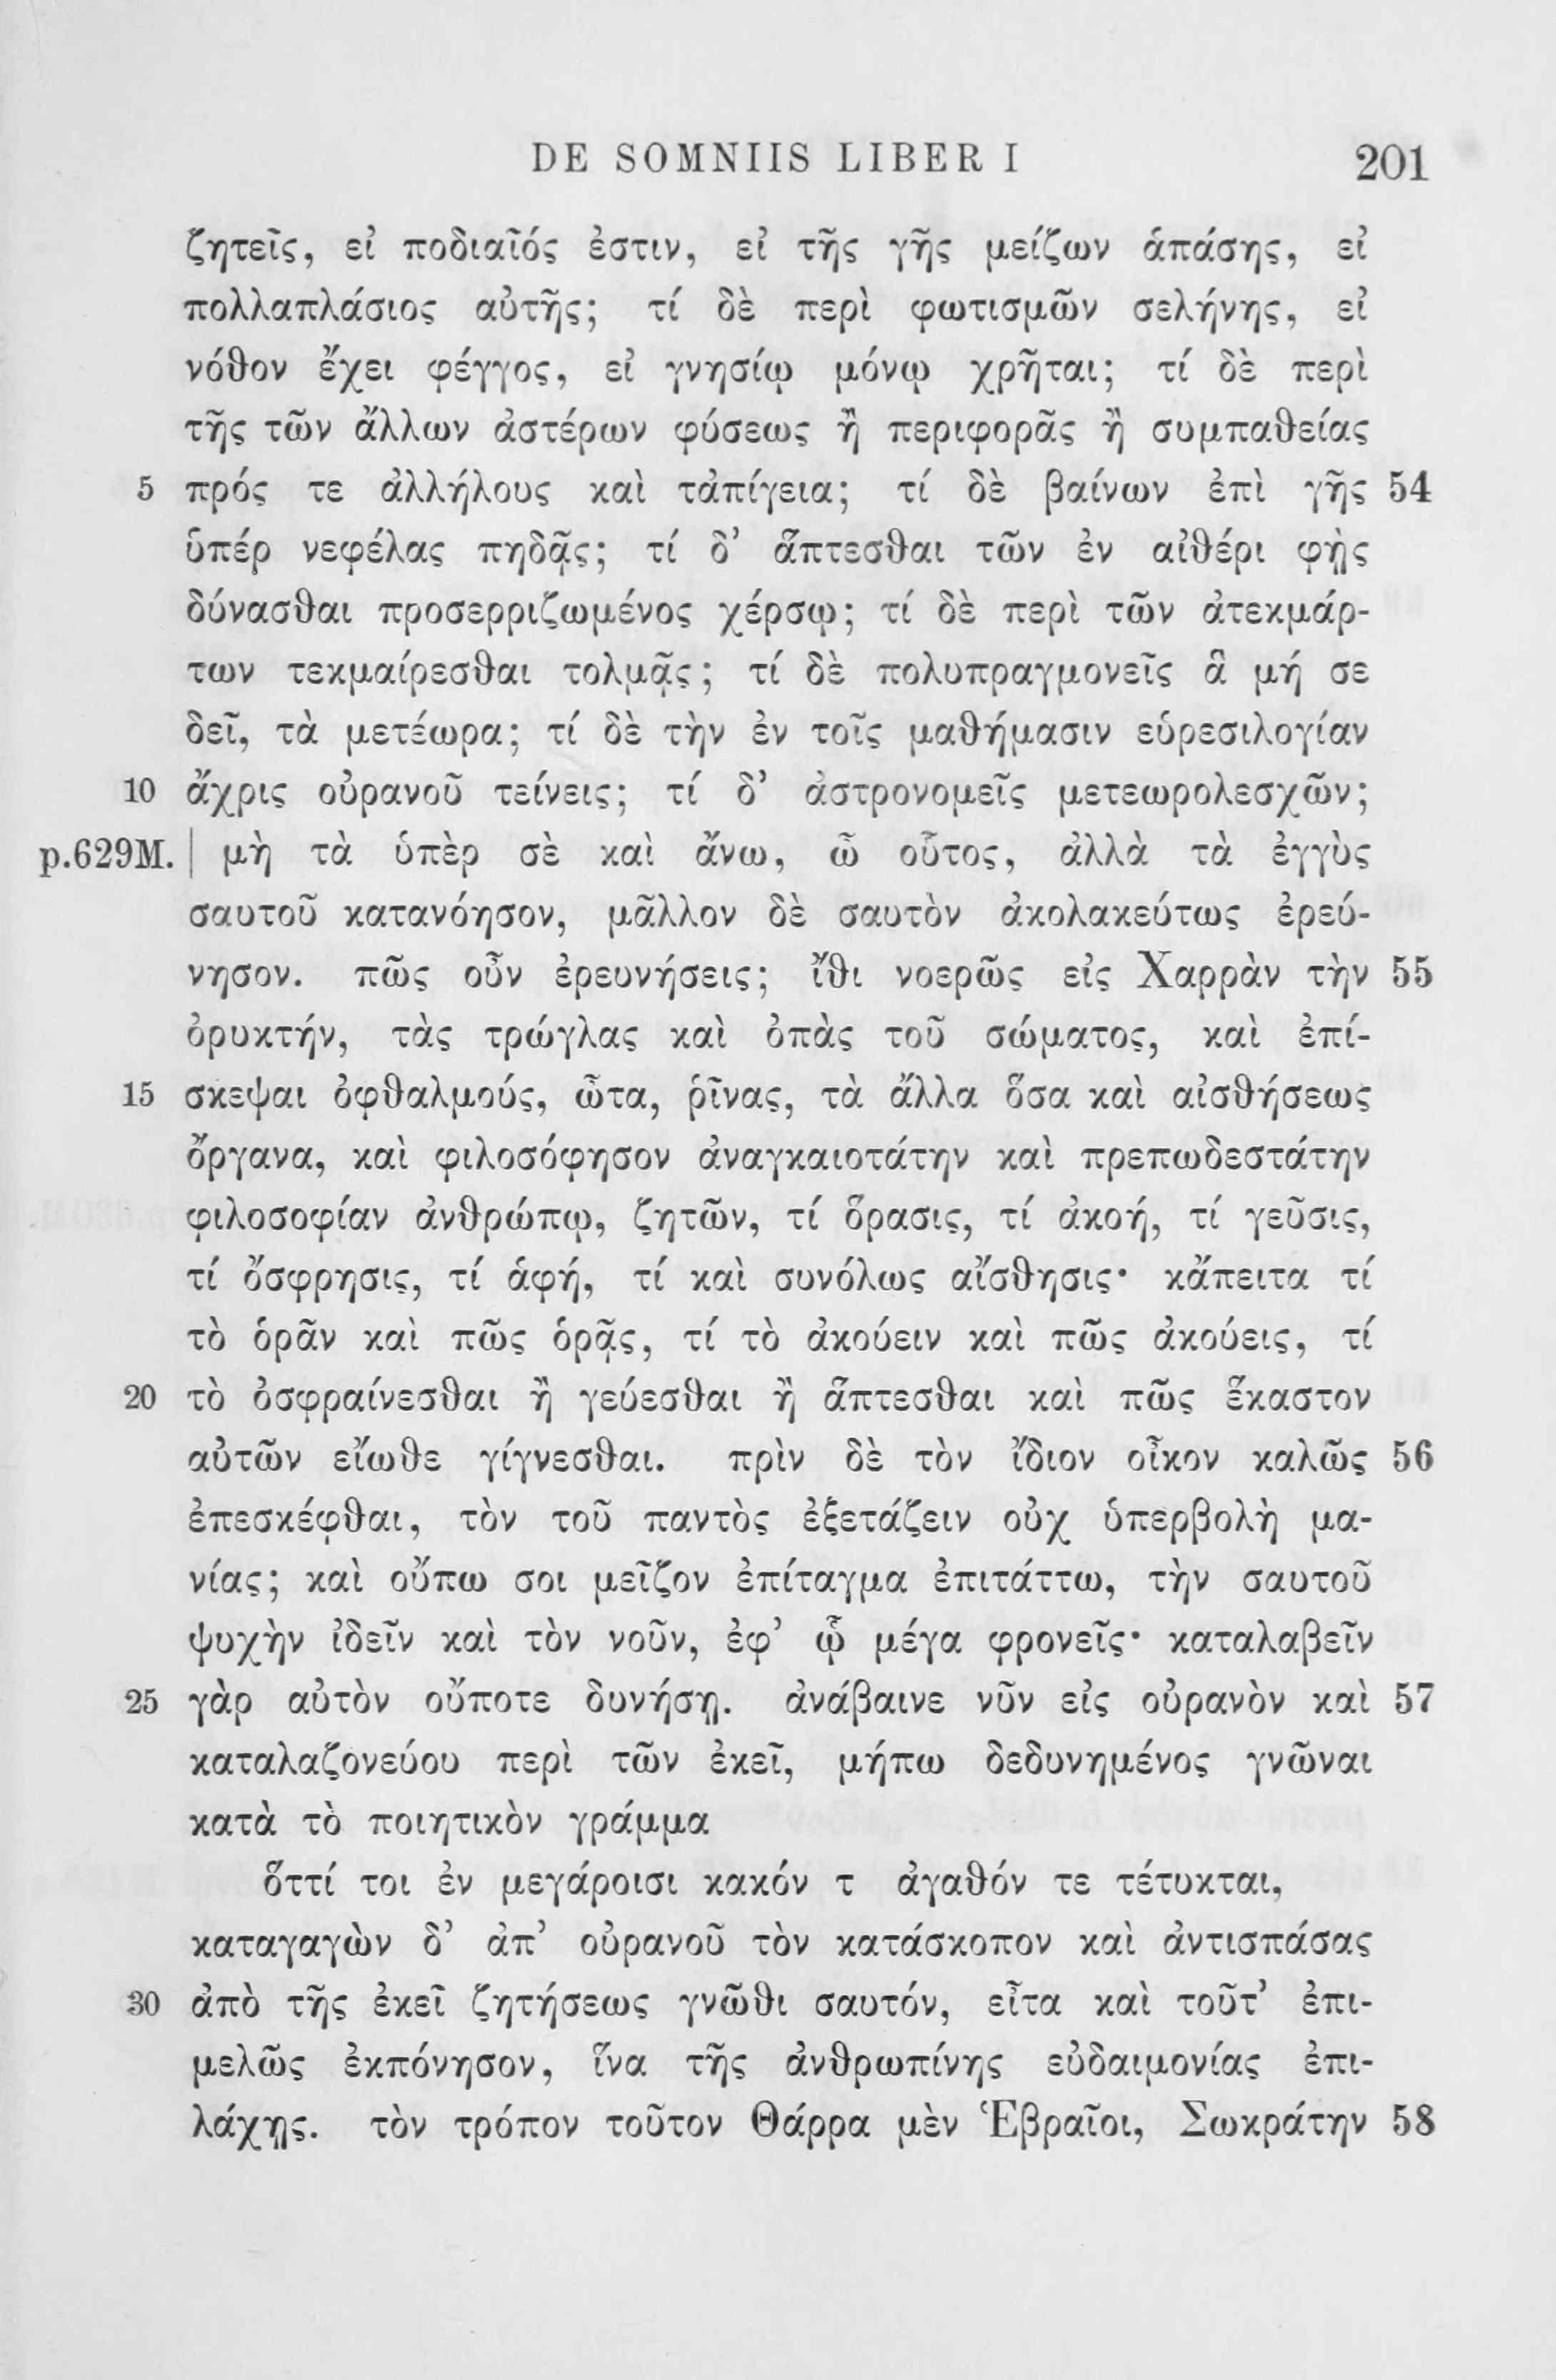 DE SOMNIIS LIBER I 201
ζητεῖς, εἰ ποδιαῖός ἐστιν, εἰ τῆς γῆς μείζων ἁπάσης, εἰ
πολλαπλάσιος αὐτῆς; τί δὲ περὶ φωτισμῶν σελήνης, εἰ
νόθον ἔχει φέγγος, εἰ γνησίῳ μόνῳ χρῆται; τί δὲ περὶ
τῆς τῶν ἄλλων ἀστέρων φύσεως ἢ περιφορᾶς ἢ συμπαθείας
5 πρός τε ἀλλήλους καὶ τἀπίγεια; τί δὲ βαίνων ἐπὶ γῆς 54
ὑπέρ νεφέλας πηδᾷς; τί δ’ ἅπτεσθαι τῶν ἐν αἰθέρι φῂς
δύνασθαι προσερριζωμένος χέρσῳ; τί δὲ περὶ τῶν ἀτεκμάρ-
των τεκμαίρεσθαι τολμᾷς; τί δὲ πολυπραγμονεῖς ἃ μή σε
δεῖ, τὰ μετέωρα; τί δὲ τὴν ἐν τοῖς μαθήμασιν εὑρεσιλογίαν
10 ἄχρις οὐρανοῦ τείνεις; τί δ’ ἀστρονομεῖς μετεωρολεσχῶν;
p.629M. | μὴ τὰ ὑπὲρ σὲ καὶ ἄνω, ὦ οὗτος, ἀλλὰ τὰ ἐγγὺς
σαυτοῦ κατανόησον, μᾶλλον δὲ σαυτὸν ἀκολακεύτως ἐρεύ-
νησον. πῶς οὖν ἐρευνήσεις; ἴθι νοερῶς εἰς Χαρρὰν τὴν 55
ὀρυκτήν, τὰς τρώγλας καὶ ὀπὰς τοῦ σώματος, καὶ ἐπί-
15 σκεψαι ὀφθαλμούς, ὦτα, ῥῖνας, τὰ ἄλλα ὅσα καὶ αἰσθήσεως
ὄργανα, καὶ φιλοσόφησον ἀναγκαιοτάτην καὶ πρεπωδεστάτην
φιλοσοφίαν ἀνθρώπῳ, ζητῶν, τί ὅρασις, τί ἀκοή, τί γεῦσις,
τί ὄσφρησις, τί ἁφή, τί καὶ συνόλως αἴσθησις· κἄπειτα τί
τὸ ὁρᾶν καὶ πῶς ὁρᾷς, τί τὸ ἀκούειν καὶ πῶς ἀκούεις, τί
20 τὸ ὀσφραίνεσθαι ἢ γεύεσθαι ἢ ἅπτεσθαι καὶ πῶς ἕκαστον
αὐτῶν εἴωθε γίγνεσθαι. πρὶν δὲ τὸν ἴδιον οἶκον καλῶς 56
ἐπεσκέφθαι, τὸν τοῦ παντὸς ἐξετάζειν οὐχ ὑπερβολὴ μα-
νίας; καὶ οὔπω σοι μεῖζον ἐπίταγμα ἐπιτάττω, τὴν σαυτοῦ
ψυχὴν ἰδεῖν καὶ τὸν νοῦν, ἐφ’ ᾧ μέγα φρονεῖς· καταλαβεῖν
25 γὰρ αὐτὸν οὔποτε δυνήσῃ. ἀνάβαινε νῦν εἰς οὐρανὸν καὶ 57
καταλαζονεύου περὶ τῶν ἐκεῖ, μήπω δεδυνημένος γνῶναι
κατὰ τὸ ποιητικὸν γράμμα
ὅττί τοι ἐν μεγάροισι κακόν τ ἀγαθόν τε τέτυκται,
καταγαγὼν δ’ ἀπ’ οὐρανοῦ τὸν κατάσκοπον καὶ ἀντισπάσας
30 ἀπὸ τῆς ἐκεῖ ζητήσεως γνῶθι σαυτόν, εἶτα καὶ τοῦτ’ ἐπι-
μελῶς ἐκπόνησον, ἵνα τῆς ἀνθρωπίνης εὐδαιμονίας ἐπι-
λάχῃς. τὸν τρόπον τοῦτον Θάρρα μὲν Ἑβραῖοι, Σωκράτην 58